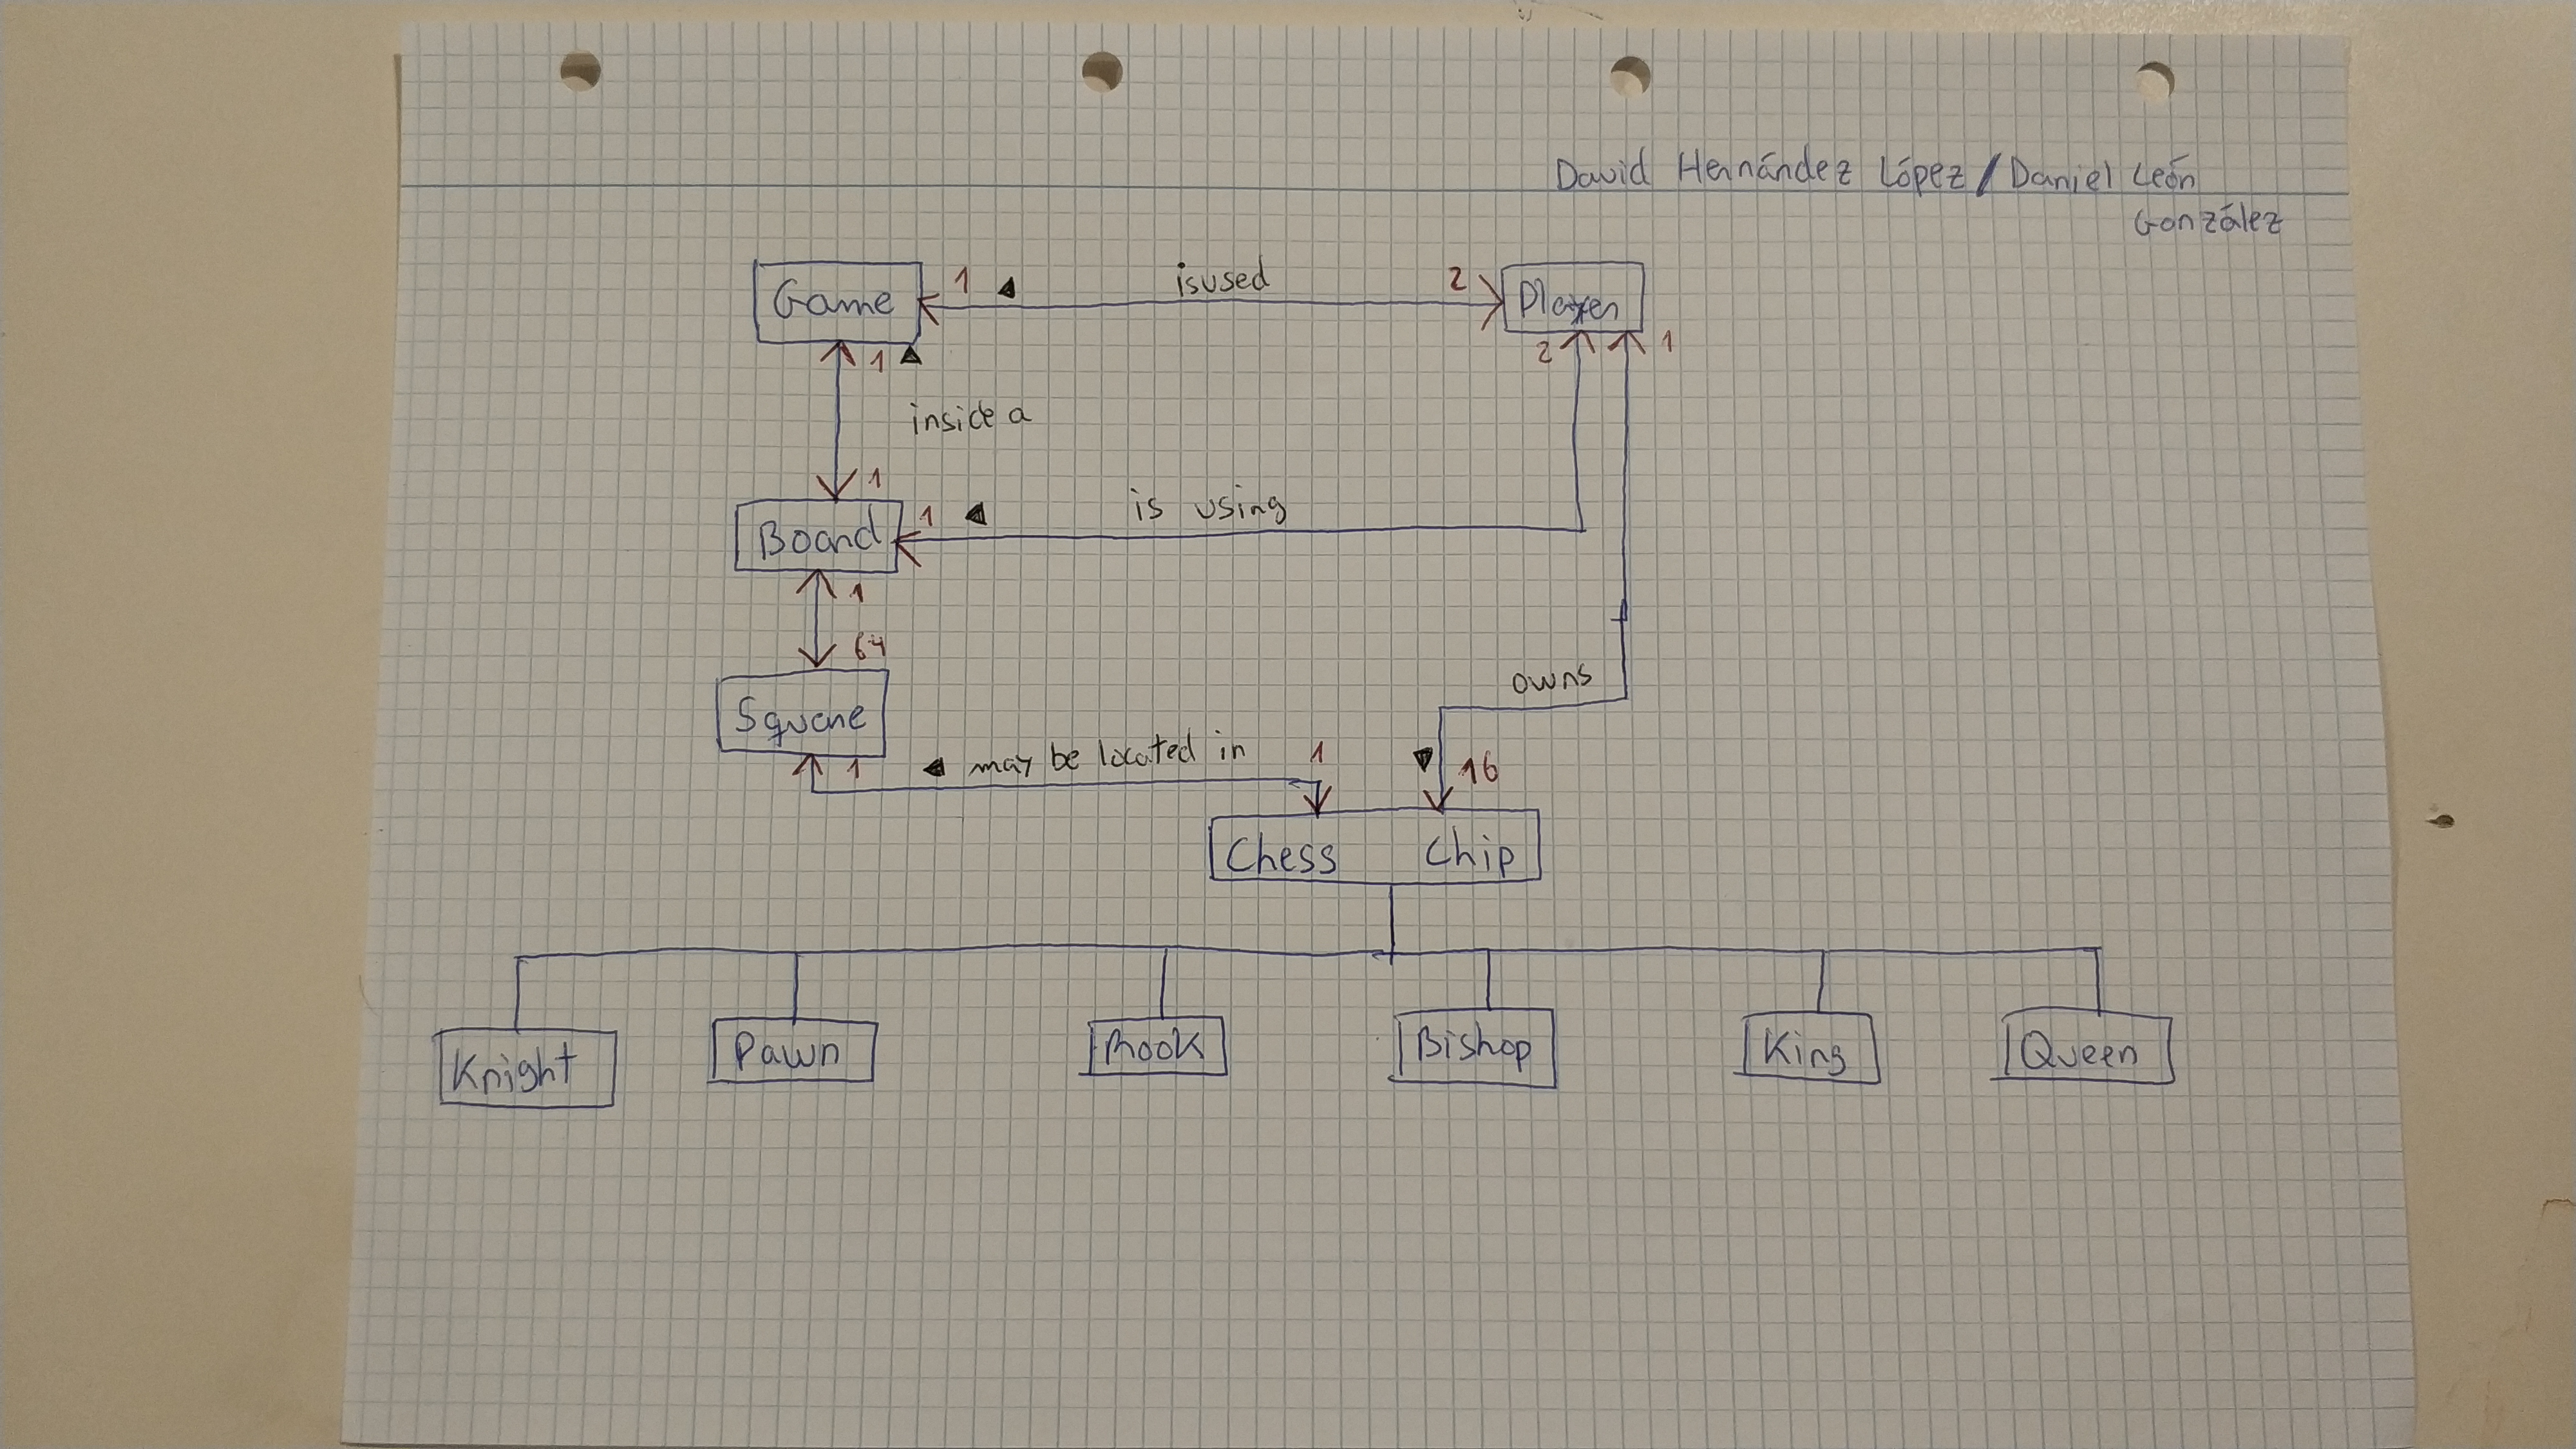 David Hernández López / Daniel León
González
Game
1
isused
2
Player
1
2
1
inside a
1
Board
1
is using
1
64
owns
Square
1
may be located in
1
16
Chess Chip
Knight
Pawn
Rook
Bishop
King
Queen